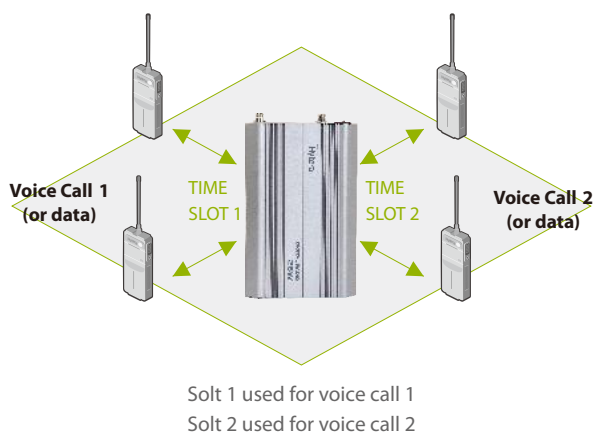 Voice Call 1
(or data)
TIME
SLOT 1
TIME
SLOT 2
Voice Call 2
(or data)
Solt 1 used for voice call 1
Solt 2 used for voice call 2